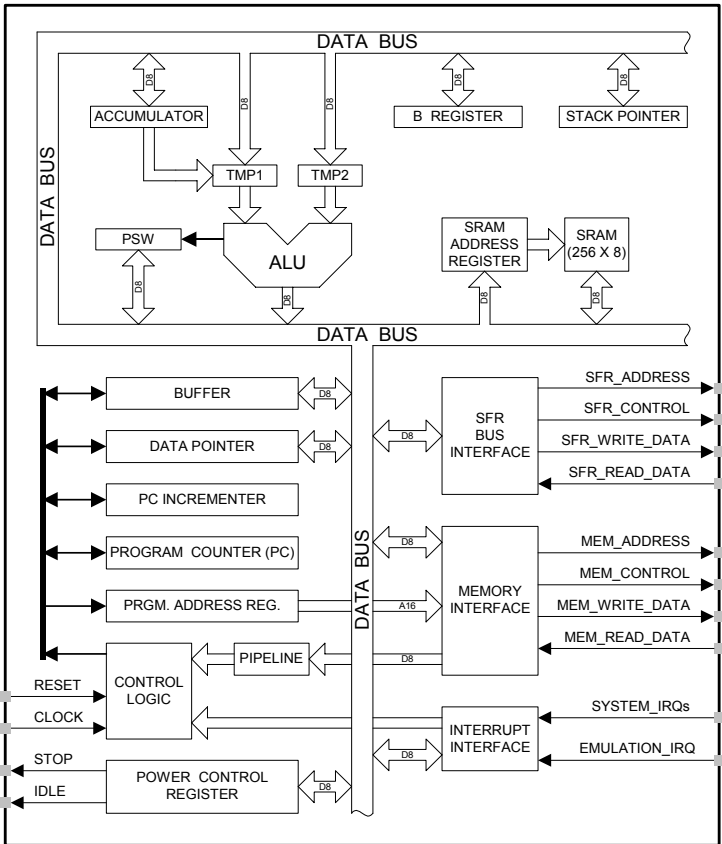 DATA BUS
D8
D8
D8
D8
D8
ACCUMULATOR
B REGISTER
STACK POINTER
DATA BUS
TMP1
TMP2
PSW
ALU
SRAM
ADDRESS
REGISTER
SRAM
(256 X 8)
D8
D8
D8
D8
DATA BUS
BUFFER
D8
DATA POINTER
D8
PC INCREMENTER
PROGRAM COUNTER (PC)
PRGM. ADDRESS REG.
A16
DATA BUS
D8
SFR
BUS
INTERFACE
SFR_ADDRESS
SFR_CONTROL
SFR_WRITE_DATA
SFR_READ_DATA
D8
MEMORY
INTERFACE
MEM_ADDRESS
MEM_CONTROL
MEM_WRITE_DATA
MEM_READ_DATA
CONTROL
LOGIC
PIPELINE
D8
RESET
CLOCK
INTERRUPT
INTERFACE
SYSTEM_IRQs
EMULATION_IRQ
D8
STOP
IDLE
POWER CONTROL
REGISTER
D8